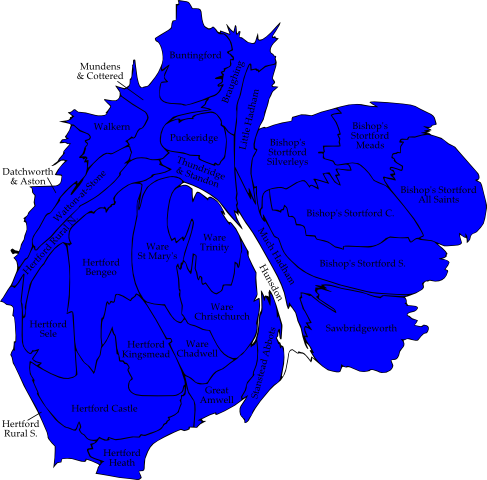 Buntingford
Braughing
Mundens
& Cottered
Little Hadham
Walkern
Puckeridge
Bishop's
Stortford
Meads
Bishop's
Stortford
Silverleys
Thundridge
& Standon
Datchworth
& Aston
Watton-at-Stone
Bishop's Stortford
All Saints
Bishop's Stortford C.
Hertford Rural N.
Much Hadham
Ware
St Mary's
Ware
Trinity
Hertford
Bengeo
Bishop's Stortford S.
Hunsdon
Ware
Christchurch
Hertford
Sele
Sawbridgeworth
Hertford
Kingsmead
Ware
Chadwell
Stanstead Abbots
Great
Amwell
Hertford Castle
Hertford
Rural S.
Hertford
Heath